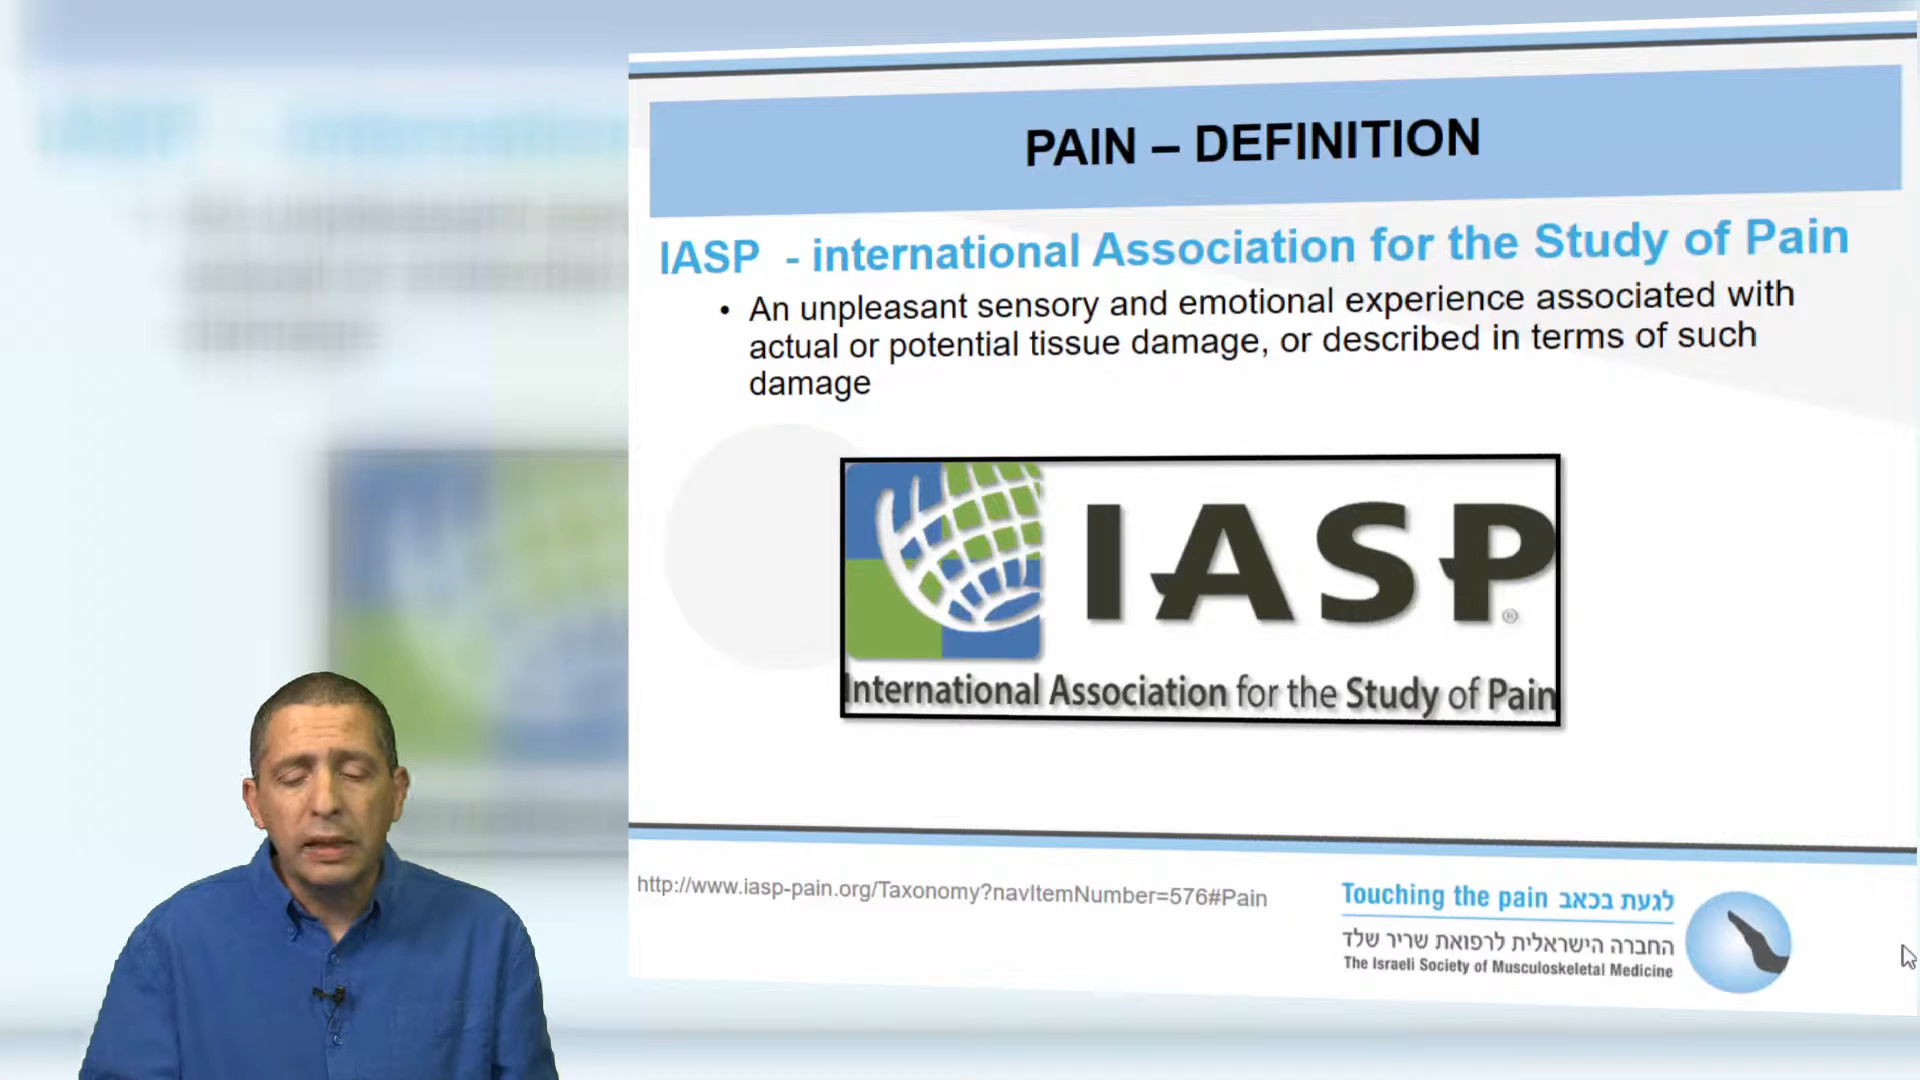 PAIN – DEFINITION
IASP - international Association for the Study of Pain
• An unpleasant sensory and emotional experience associated with
actual or potential tissue damage, or described in terms of such
damage
IASP
®
International Association for the Study of Pain
http://www.iasp-pain.org/Taxonomy?navItemNumber=576#Pain
Touching the pain לגעת בכאב
החברה הישראלית לרפואת שריר שלד
The Israeli Society of Musculoskeletal Medicine